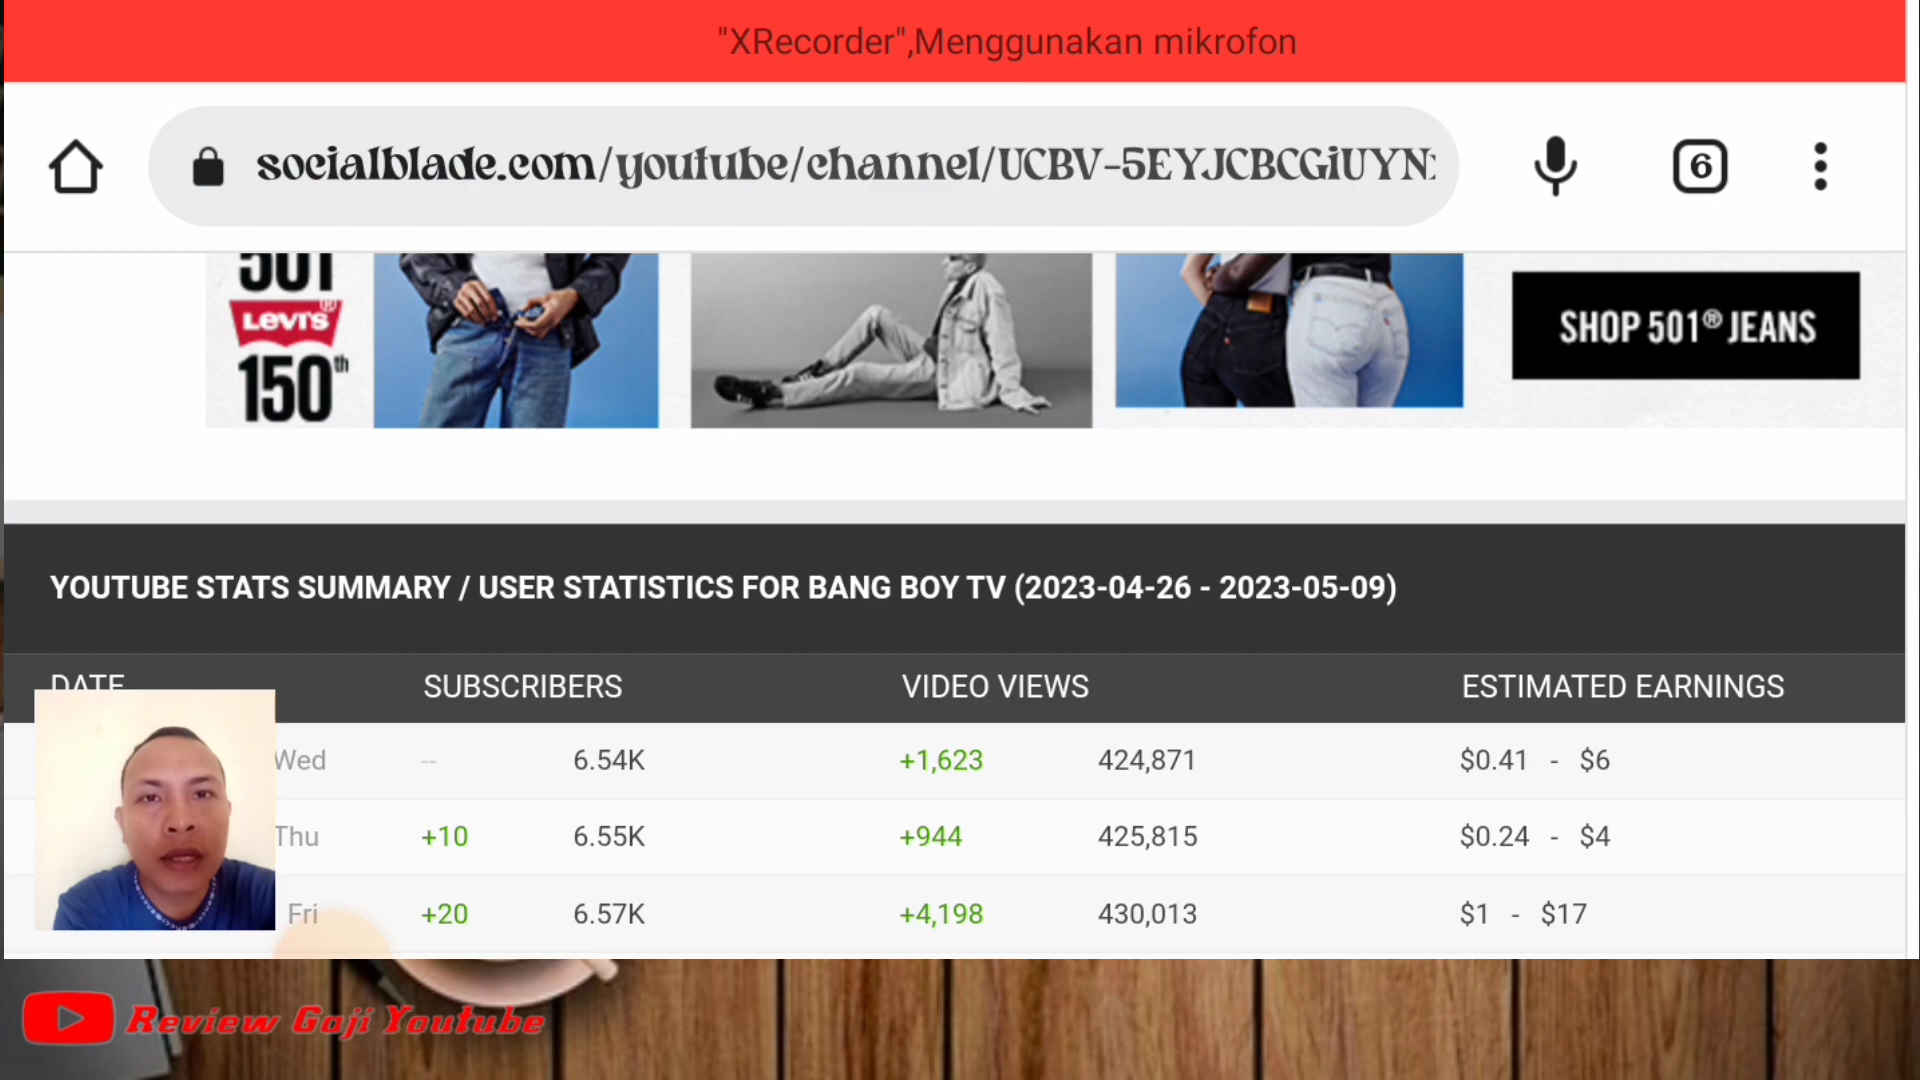 "XRecorder",Menggunakan mikrofon
socialblade.com/youtube/channel/UCBV-5EYJCBCGiUYN
6
501
LEVI'S®
150th
SHOP 501® JEANS
YOUTUBE STATS SUMMARY / USER STATISTICS FOR BANG BOY TV (2023-04-26 - 2023-05-09)
DATE SUBSCRIBERS VIDEO VIEWS ESTIMATED EARNINGS
Wed -- 6.54K +1,623 424,871 $0.41 - $6
Thu +10 6.55K +944 425,815 $0.24 - $4
Fri +20 6.57K +4,198 430,013 $1 - $17
Review Gaji Youtube